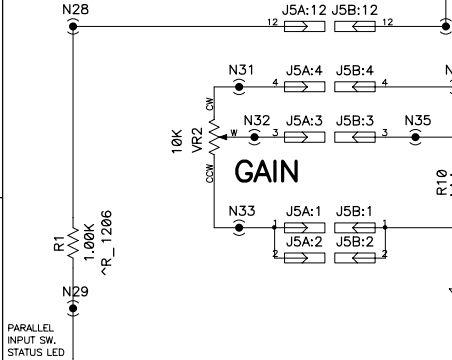 N28
J5A:12 J5B:12
12
12
N31
J5A:4 J5B:4
4
4
CW
N32
J5A:3 J5B:3
N35
W
3
3
10K
VR2
CCW
GAIN
R10
N33
J5A:1 J5B:1
1
1
J5A:2 J5B:2
2
2
R1
1.00K
^R_1206
N29
PARALLEL
INPUT SW.
STATUS LED